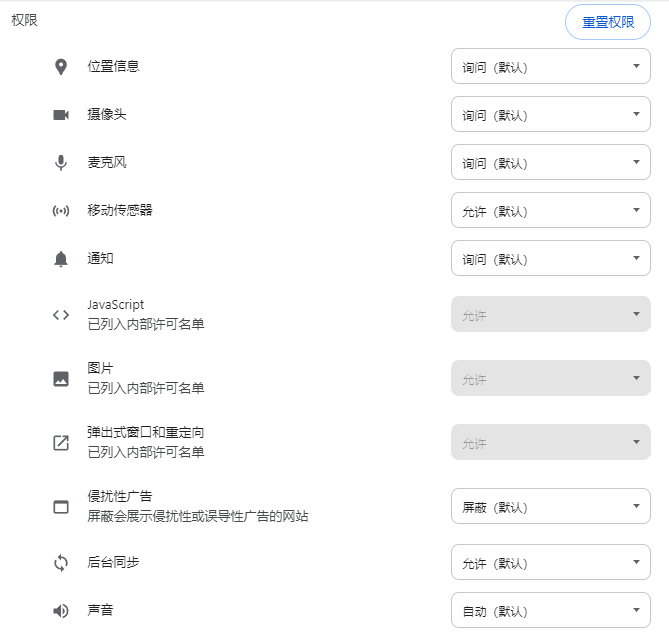 权限
重置权限
位置信息
询问（默认）
摄像头
询问（默认）
麦克风
询问（默认）
移动传感器
允许（默认）
通知
询问（默认）
JavaScript
已列入内部许可名单
允许
图片
已列入内部许可名单
允许
弹出式窗口和重定向
已列入内部许可名单
允许
侵扰性广告
屏蔽会展示侵扰性或误导性广告的网站
屏蔽（默认）
后台同步
允许（默认）
声音
自动（默认）